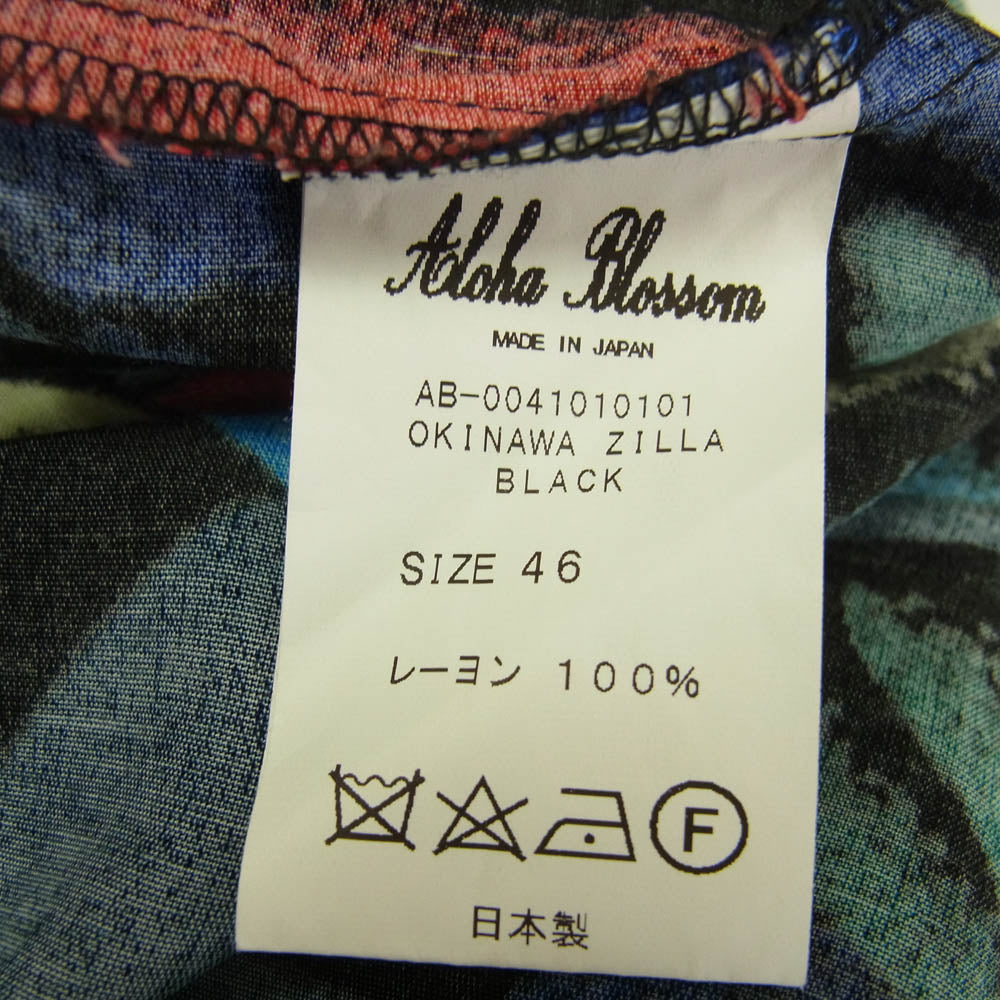 Aloha Blossom
MADE IN JAPAN
AB-0041010101
OKINAWA ZILLA
BLACK
SIZE 46
レーヨン 100%
F
日本製